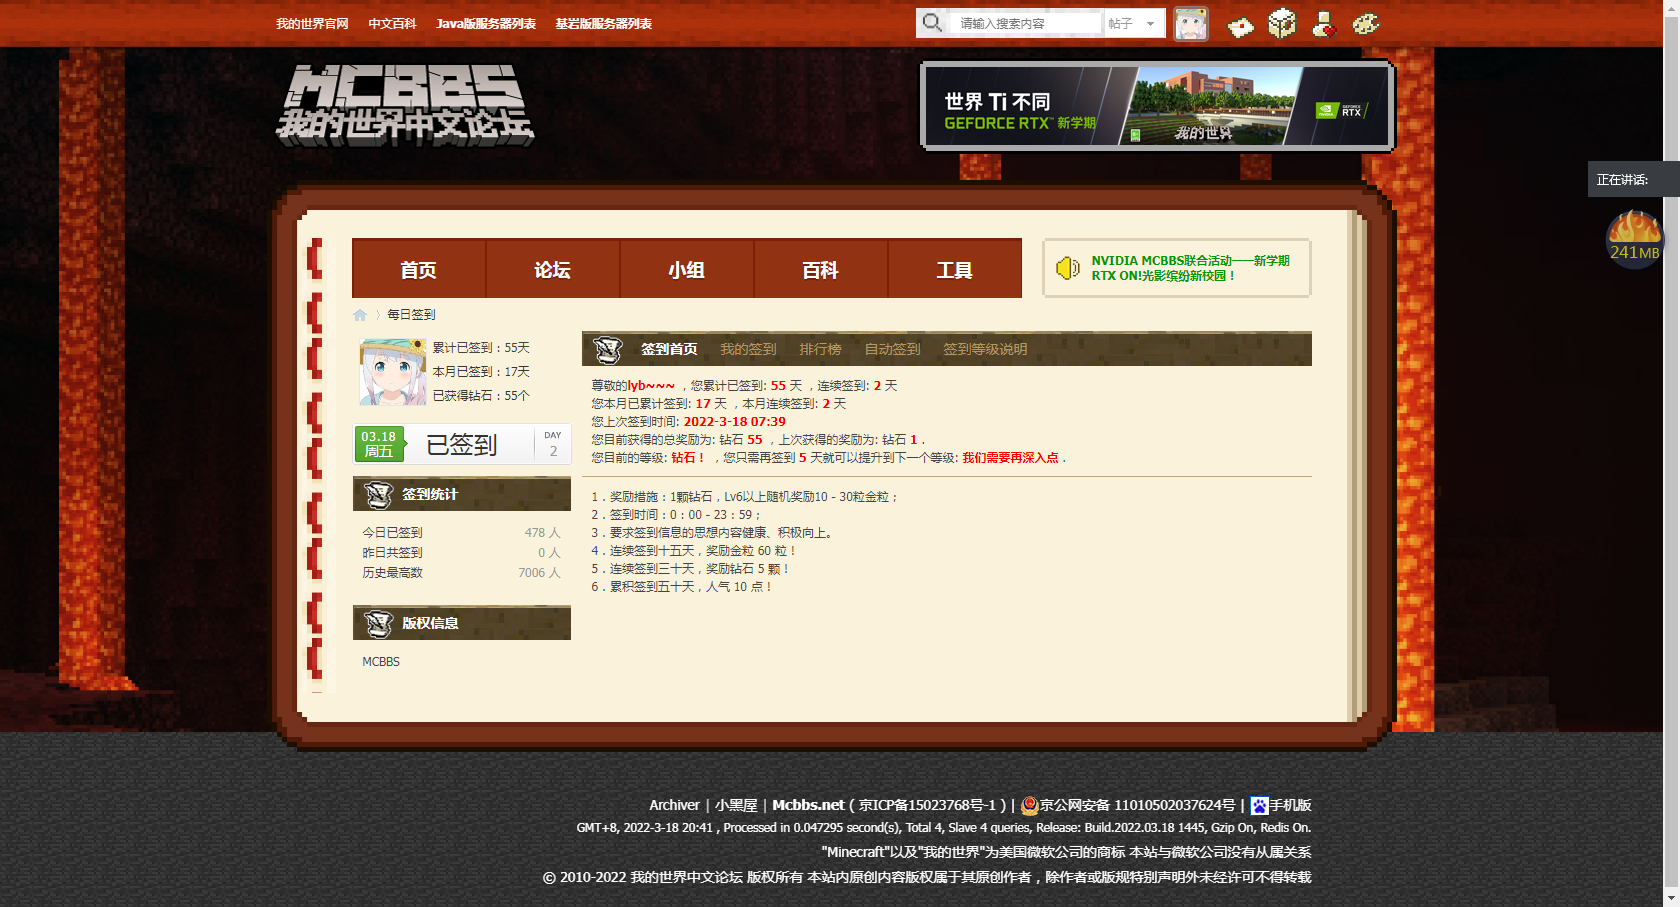 我的世界官网 中文百科 Java版服务器列表 基岩版服务器列表
请输入搜索内容 帖子
MCBBS
我的世界中文论坛
世界 Ti 不同
GEFORCE RTX™ 新学期
我的世界
NVIDIA
GEFORCE
RTX
正在讲话:
241MB
首页 论坛 小组 百科 工具
NVIDIA MCBBS联合活动——新学期
RTX ON!光影缤纷新校园！
〉 每日签到
累计已签到：55天
本月已签到：17天
已获得钻石：55个
03.18
周五
已签到
DAY
2
签到统计
今日已签到 478 人
昨日共签到 0 人
历史最高数 7006 人
版权信息
MCBBS
签到首页 我的签到 排行榜 自动签到 签到等级说明
尊敬的lyb~~~ ，您累计已签到: 55 天 ，连续签到: 2 天
您本月已累计签到: 17 天 ，本月连续签到: 2 天
您上次签到时间: 2022-3-18 07:39
您目前获得的总奖励为: 钻石 55 ，上次获得的奖励为: 钻石 1 .
您目前的等级: 钻石！ ，您只需再签到 5 天就可以提升到下一个等级: 我们需要再深入点 .
1．奖励措施：1颗钻石，Lv6以上随机奖励10 - 30粒金粒；
2．签到时间：0：00 - 23：59；
3．要求签到信息的思想内容健康、积极向上。
4．连续签到十五天，奖励金粒 60 粒！
5．连续签到三十天，奖励钻石 5 颗！
6．累积签到五十天，人气 10 点！
Archiver | 小黑屋 | Mcbbs.net ( 京ICP备15023768号-1 ) | 京公网安备 11010502037624号 | 手机版
GMT+8, 2022-3-18 20:41 , Processed in 0.047295 second(s), Total 4, Slave 4 queries, Release: Build.2022.03.18 1445, Gzip On, Redis On.
"Minecraft"以及"我的世界"为美国微软公司的商标 本站与微软公司没有从属关系
© 2010-2022 我的世界中文论坛 版权所有 本站内原创内容版权属于其原创作者，除作者或版规特别声明外未经许可不得转载